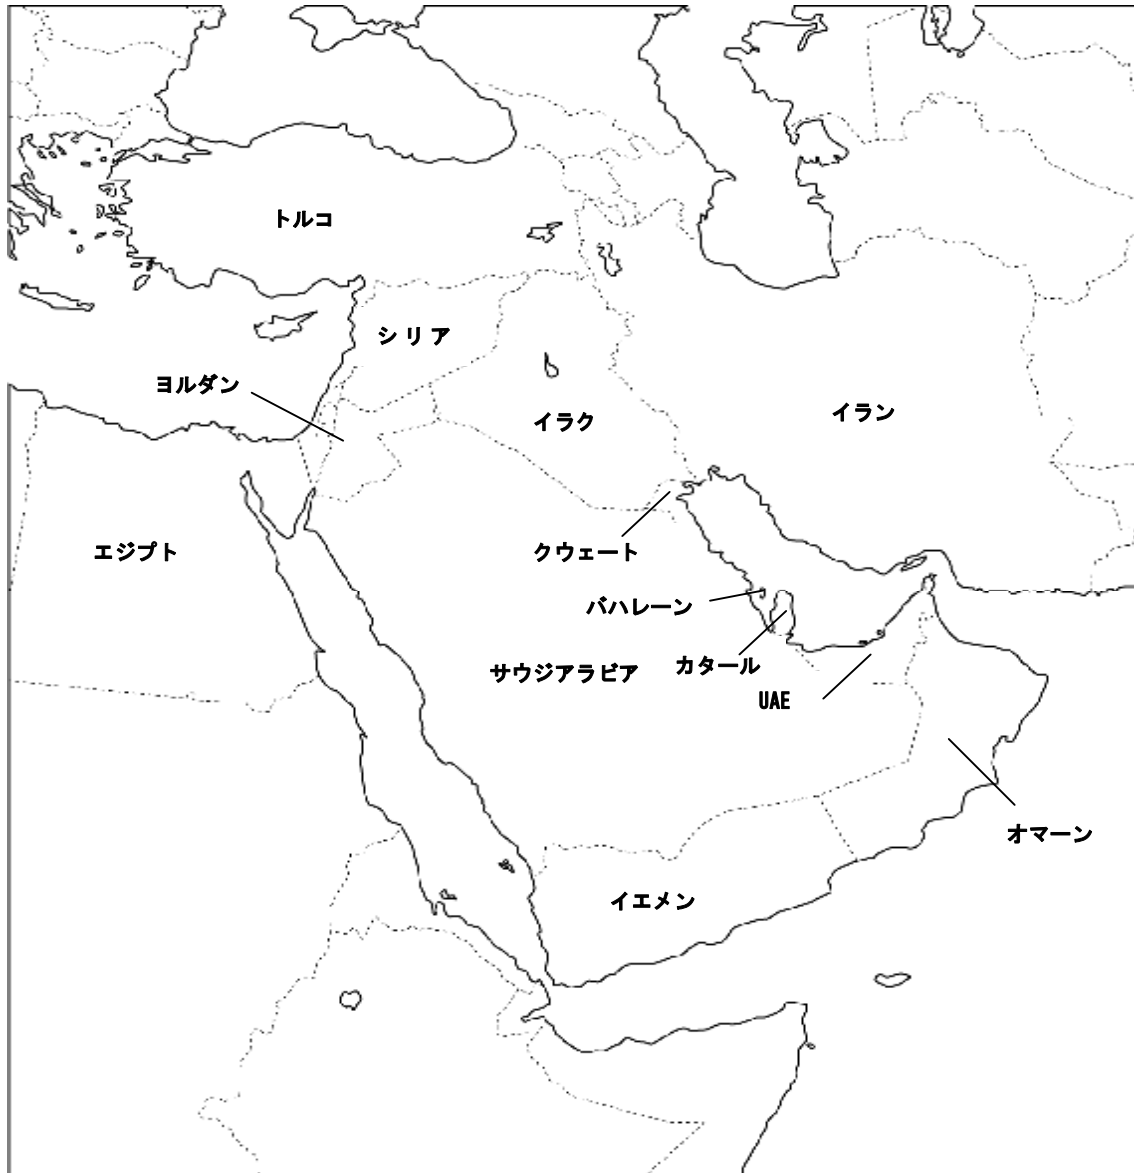 トルコ
シリア
ヨルダン
イラク
イラン
エジプト
クウェート
バハレーン
カタール
サウジアラビア
UAE
オマーン
イエメン